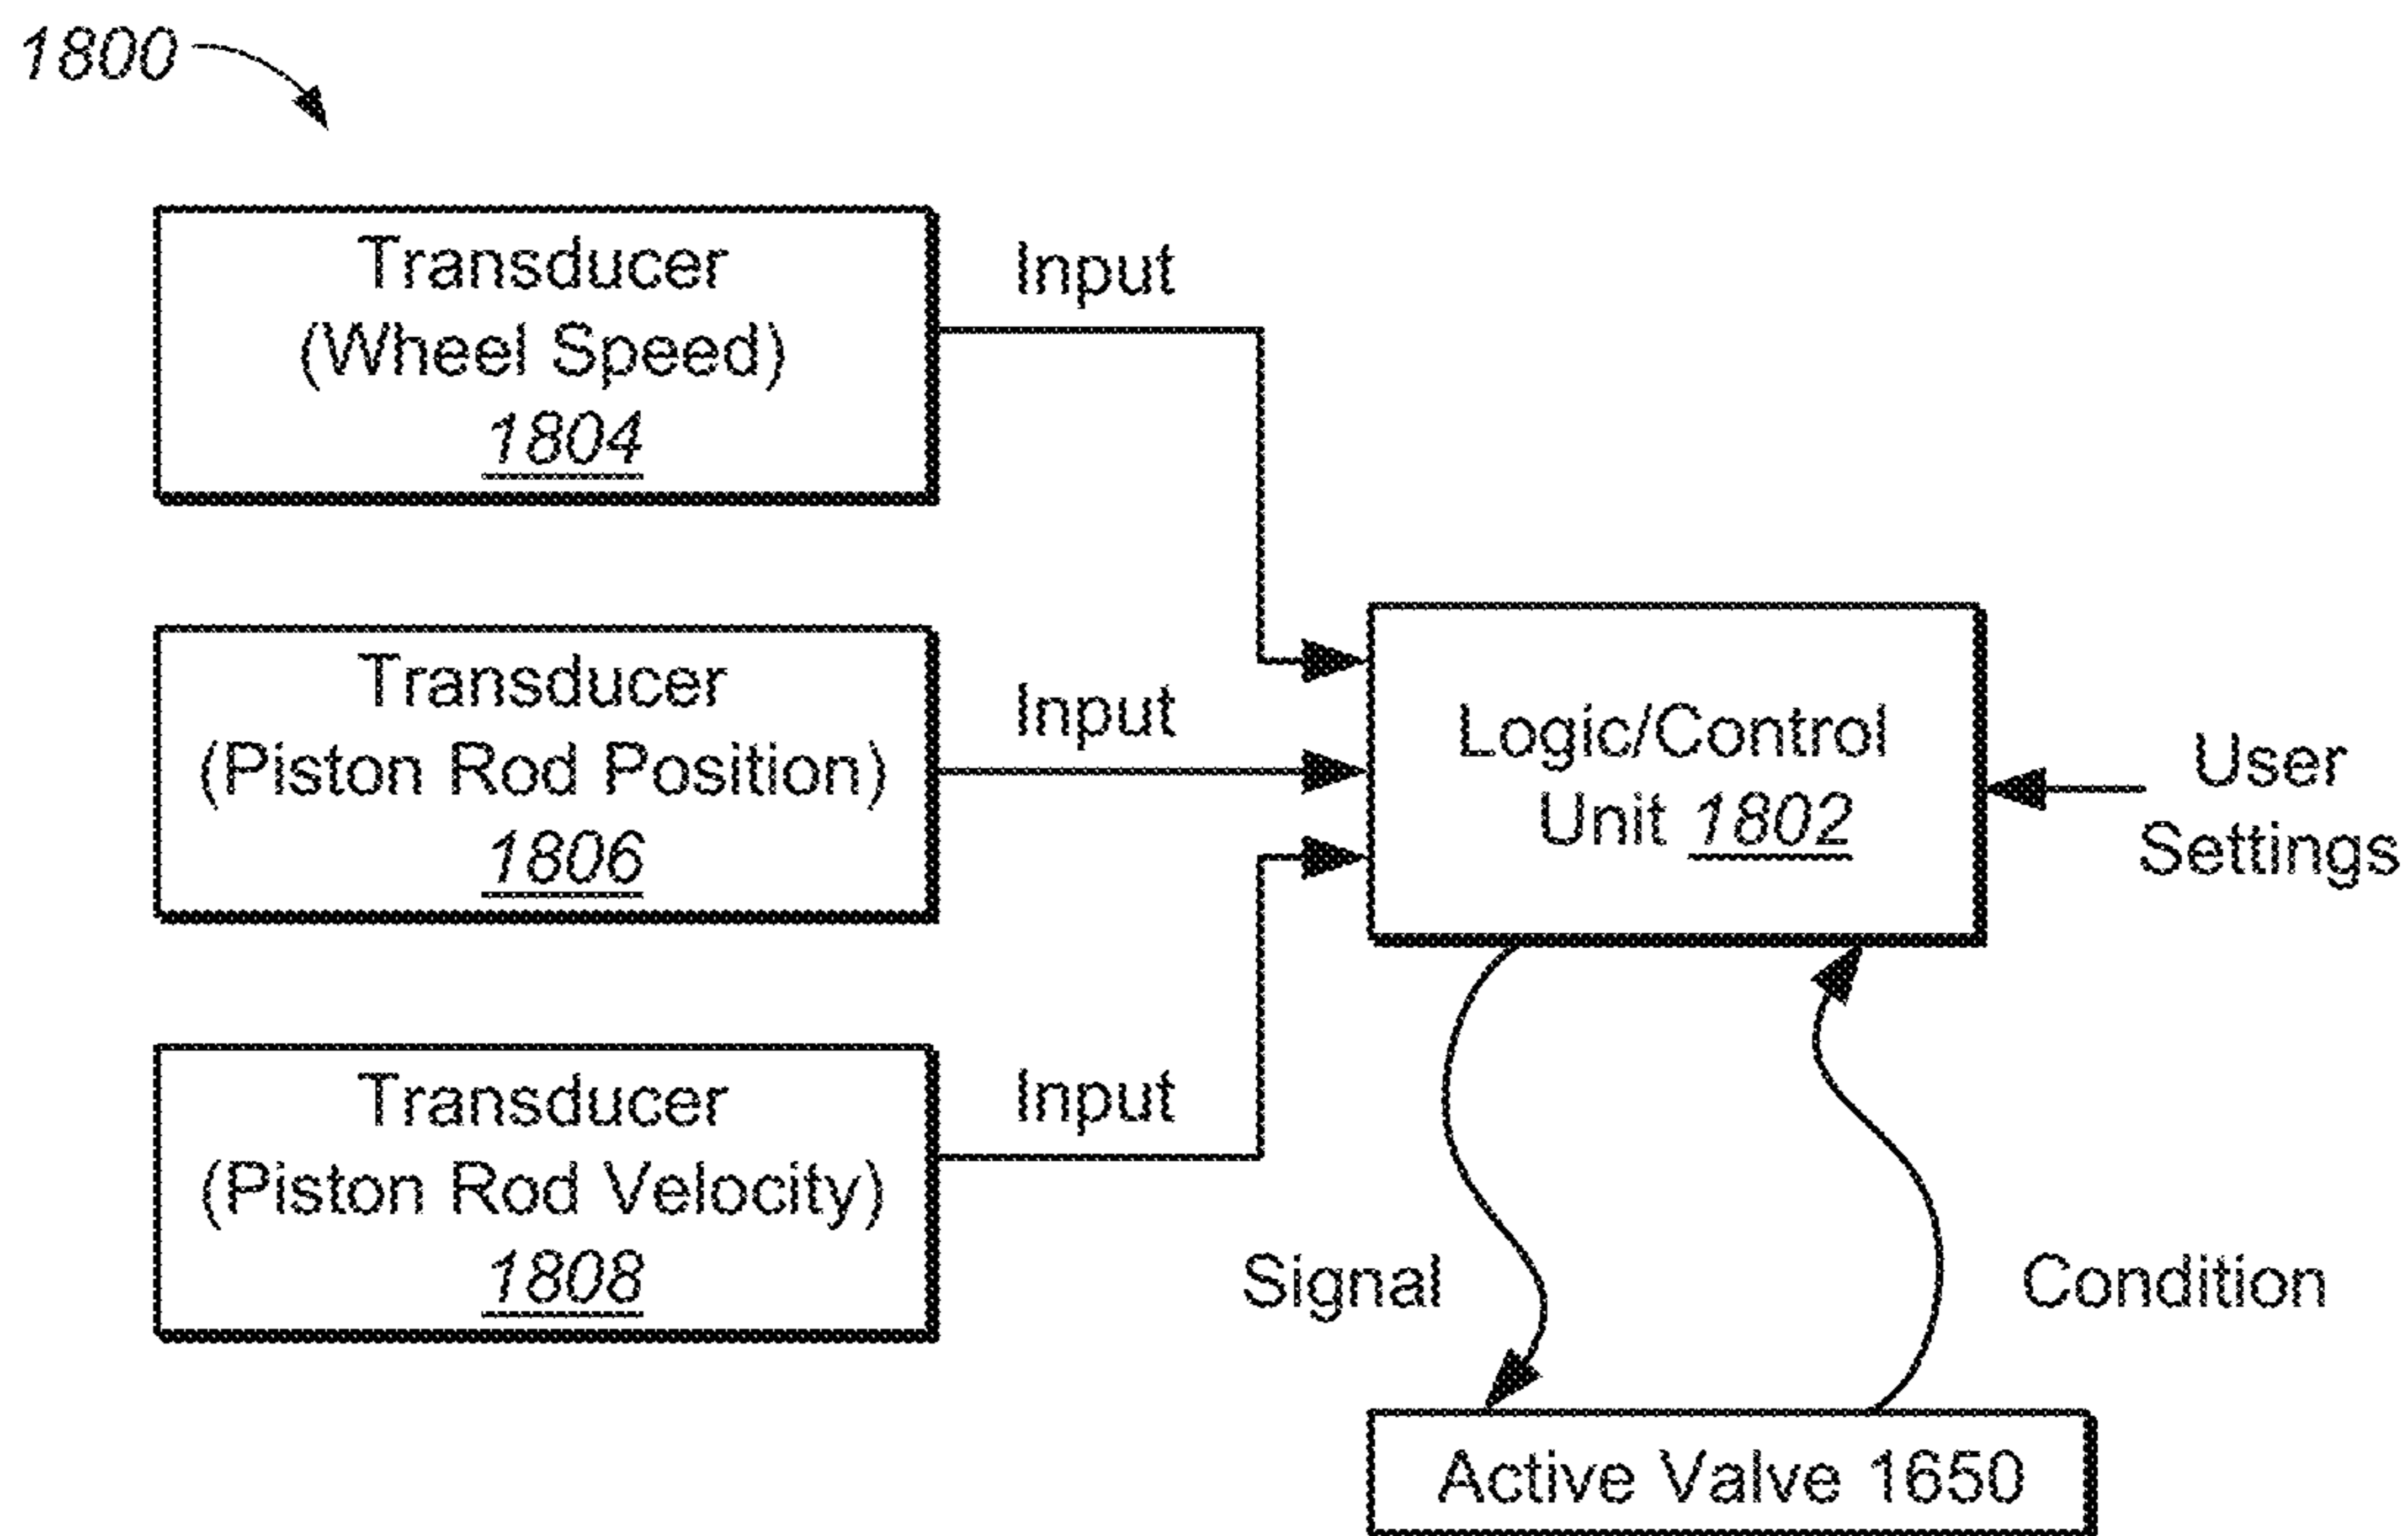 1800
Transducer
(Wheel Speed)
1804
Input
Transducer
(Piston Rod Position)
1806
Input
Logic/Control
Unit 1802
User
Settings
Transducer
(Piston Rod Velocity)
1808
Input
Signal
Condition
Active Valve 1650